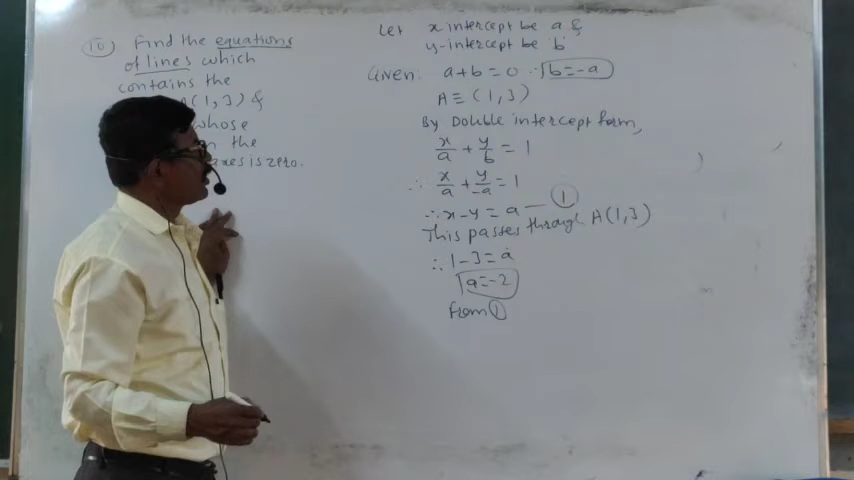 10) Find the equations
of lines which
contains the
A(1,3) &
whose
the
axes is zero.
Let x intercept be a &
y-intercept be 'b'
Given: a+b=0 ∴ b=-a
A≡(1,3)
By Double intercept form,
x/a + y/b = 1
∴ x/a + y/-a = 1
∴ x-y = a — ①
This passes through A(1,3)
∴ 1-3=a
a=-2
From ①